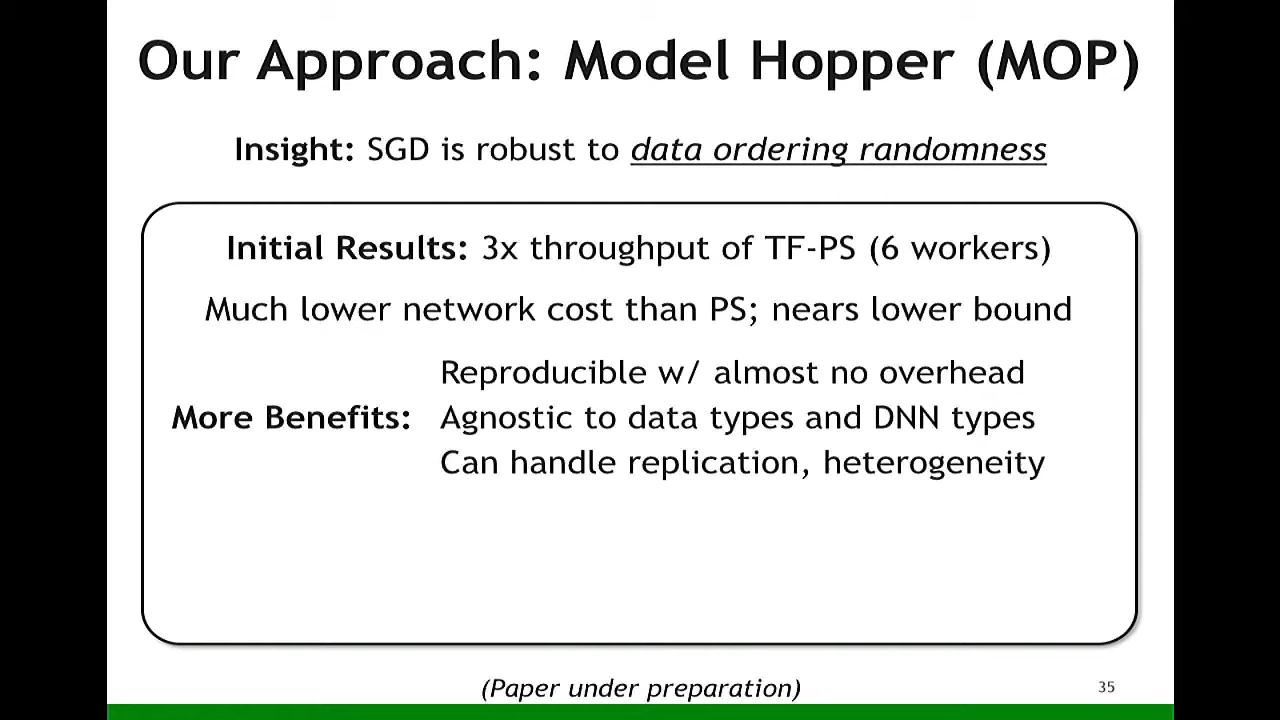 Our Approach: Model Hopper (MOP)
Insight: SGD is robust to data ordering randomness
Initial Results: 3x throughput of TF-PS (6 workers)
Much lower network cost than PS; nears lower bound
Reproducible w/ almost no overhead
More Benefits: Agnostic to data types and DNN types
Can handle replication, heterogeneity
(Paper under preparation)
35